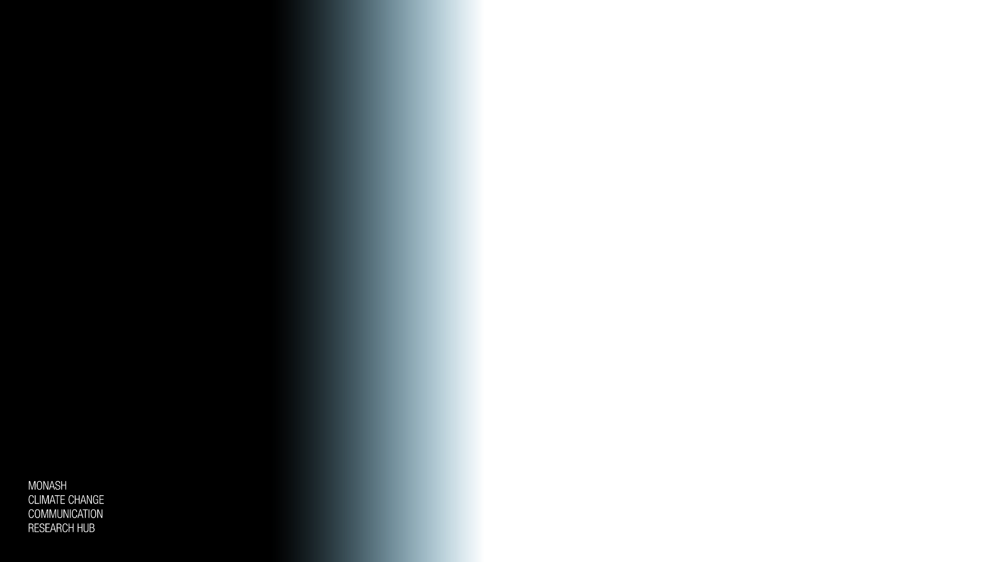 MONASH
CLIMATE CHANGE
COMMUNICATION
RESEARCH HUB